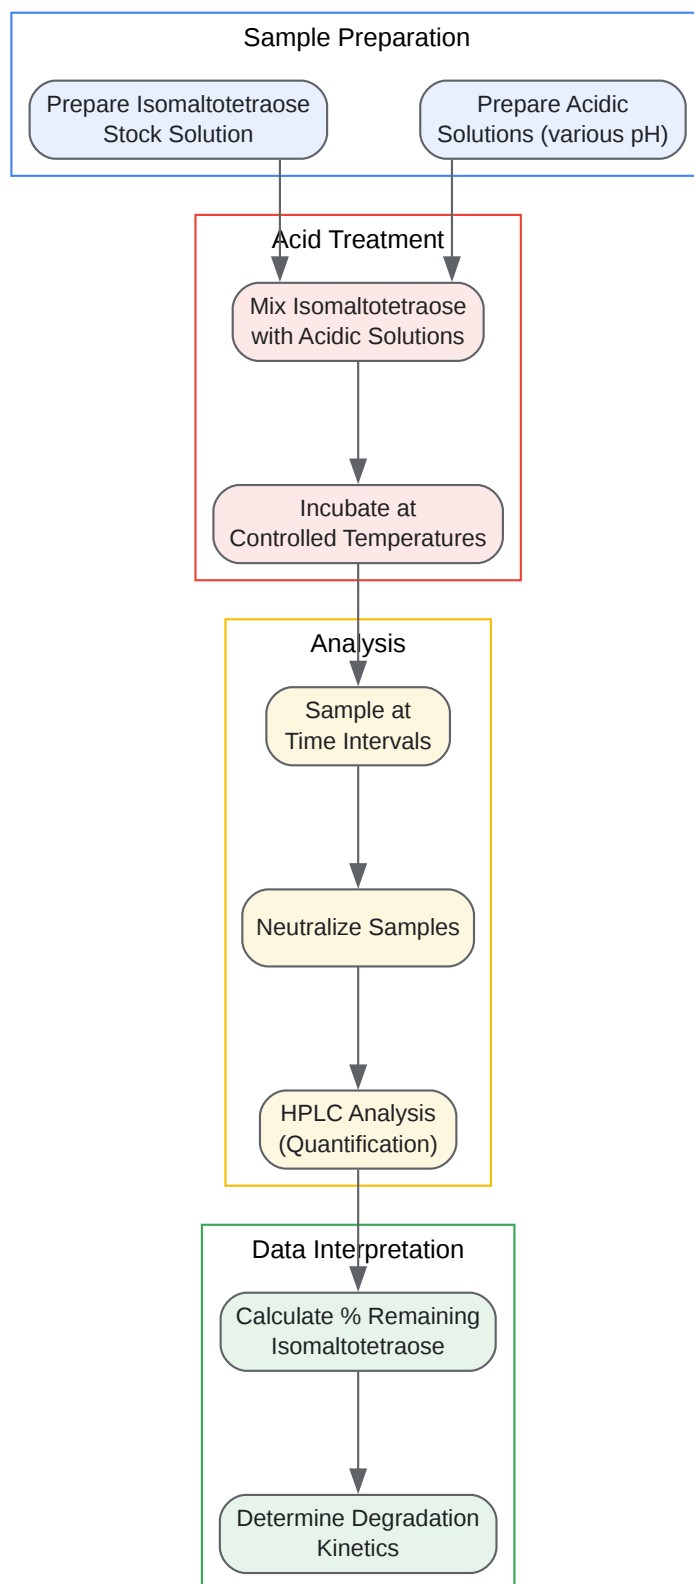 Sample Preparation
Prepare Isomaltotetraose
Stock Solution
Prepare Acidic
Solutions (various pH)
Acid Treatment
Mix Isomaltotetraose
with Acidic Solutions
Incubate at
Controlled Temperatures
Analysis
Sample at
Time Intervals
Neutralize Samples
HPLC Analysis
(Quantification)
Data Interpretation
Calculate % Remaining
Isomaltotetraose
Determine Degradation
Kinetics